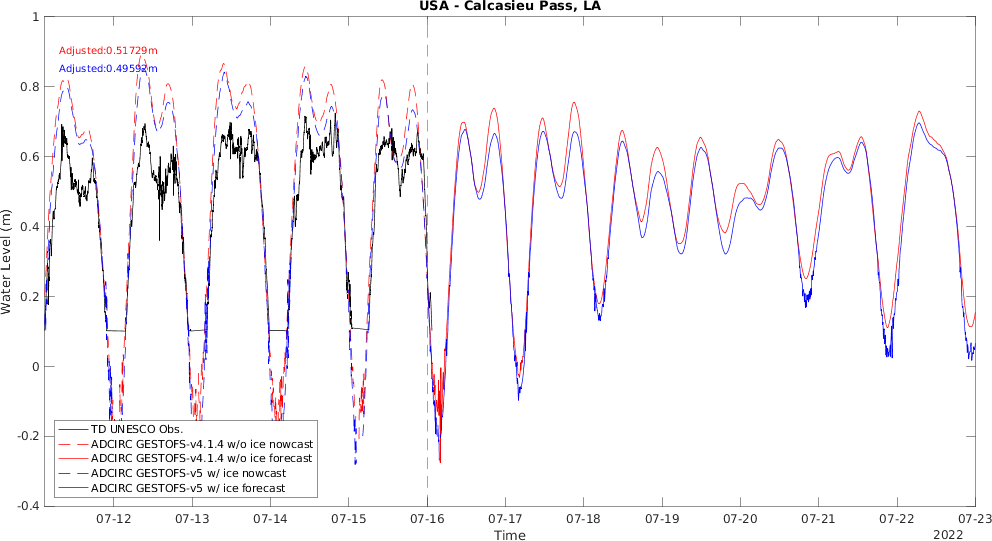 USA - Calcasieu Pass, LA
Adjusted:0.51729m
Adjusted:0.49592m
Water Level (m)
1
0.8
0.6
0.4
0.2
0
-0.2
-0.4
TD UNESCO Obs.
ADCIRC GESTOFS-v4.1.4 w/o ice nowcast
ADCIRC GESTOFS-v4.1.4 w/o ice forecast
ADCIRC GESTOFS-v5 w/ ice nowcast
ADCIRC GESTOFS-v5 w/ ice forecast
07-12 07-13 07-14 07-15 07-16 07-17 07-18 07-19 07-20 07-21 07-22 07-23
Time
2022